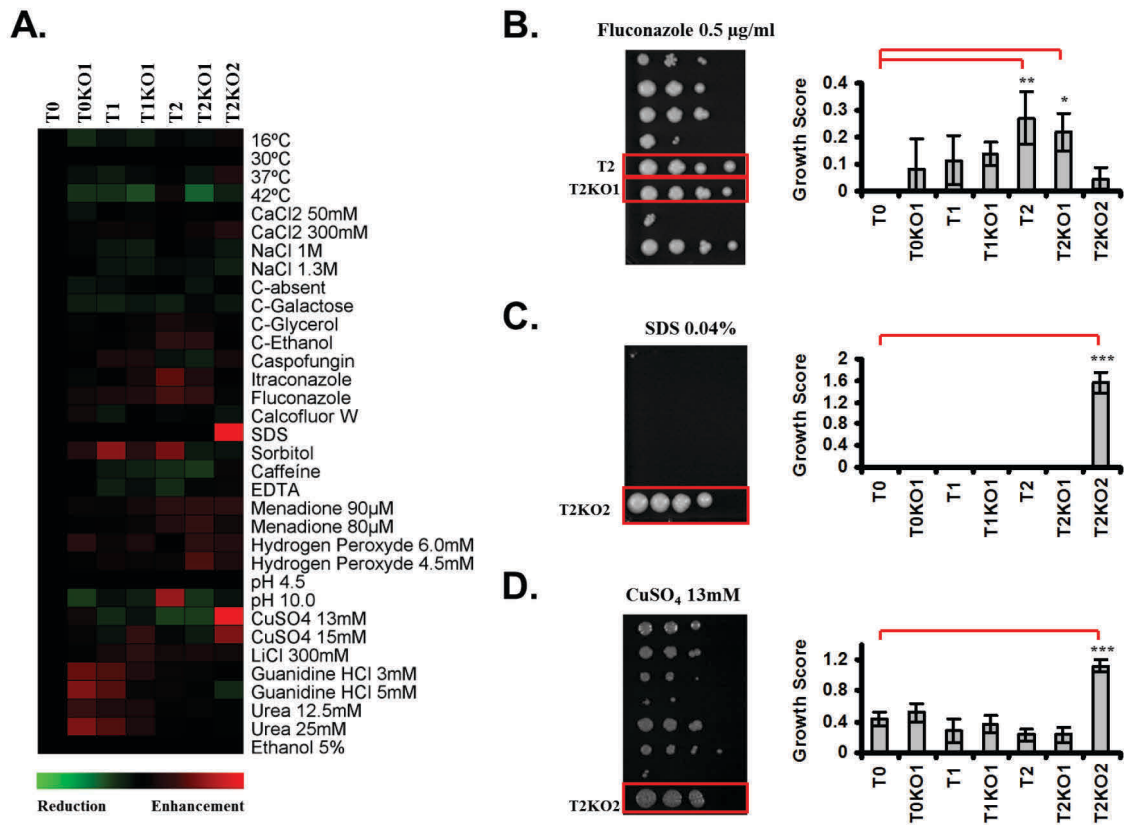 A.
T0
T0KO1
T1
T1KO1
T2
T2KO1
T2KO2
16ºC
30ºC
37ºC
42ºC
CaCl2 50mM
CaCl2 300mM
NaCl 1M
NaCl 1.3M
C-absent
C-Galactose
C-Glycerol
C-Ethanol
Caspofungin
Itraconazole
Fluconazole
Calcofluor W
SDS
Sorbitol
Caffeíne
EDTA
Menadione 90µM
Menadione 80µM
Hydrogen Peroxyde 6.0mM
Hydrogen Peroxyde 4.5mM
pH 4.5
pH 10.0
CuSO4 13mM
CuSO4 15mM
LiCl 300mM
Guanidine HCl 3mM
Guanidine HCl 5mM
Urea 12.5mM
Urea 25mM
Ethanol 5%
Reduction Enhancement
B.
Fluconazole 0.5 µg/ml
T2
T2KO1
Growth Score
0.4
0.3
0.2
0.1
0
**
*
T0
T0KO1
T1
T1KO1
T2
T2KO1
T2KO2
C.
SDS 0.04%
T2KO2
Growth Score
2
1.6
1.2
0.8
0.4
0
***
T0
T0KO1
T1
T1KO1
T2
T2KO1
T2KO2
D.
CuSO4 13mM
T2KO2
Growth Score
1.2
0.8
0.4
0
***
T0
T0KO1
T1
T1KO1
T2
T2KO1
T2KO2